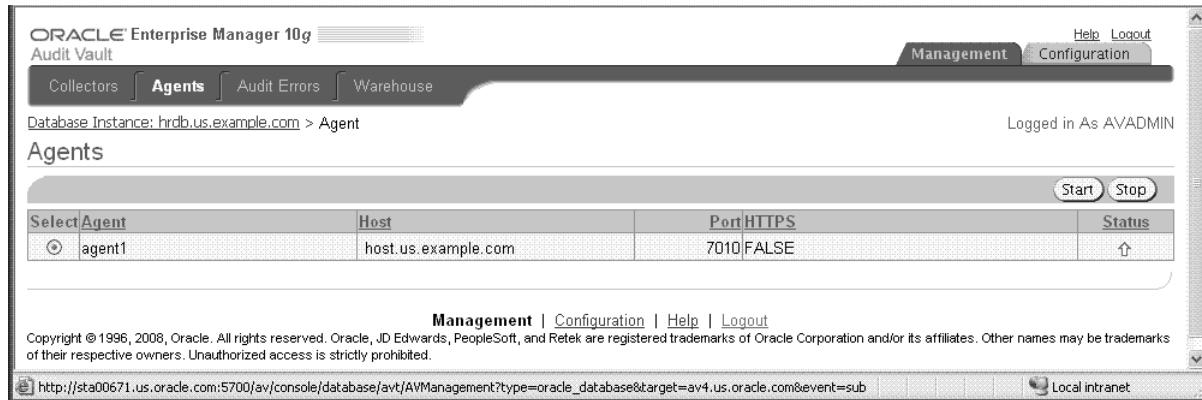 ORACLE Enterprise Manager 10g
Audit Vault
Help Logout
Management Configuration
Collectors Agents Audit Errors Warehouse
Database Instance: hrdb.us.example.com > Agent
Logged in As AVADMIN
Agents
Start Stop
Select Agent Host Port HTTPS Status
agent1 host.us.example.com 7010 FALSE
Management | Configuration | Help | Logout
Copyright © 1996, 2008, Oracle. All rights reserved. Oracle, JD Edwards, PeopleSoft, and Retek are registered trademarks of Oracle Corporation and/or its affiliates. Other names may be trademarks
of their respective owners. Unauthorized access is strictly prohibited.
http://sta00671.us.oracle.com:5700/av/console/database/avt/AVManagement?type=oracle_database&target=av4.us.oracle.com&event=sub
Local intranet